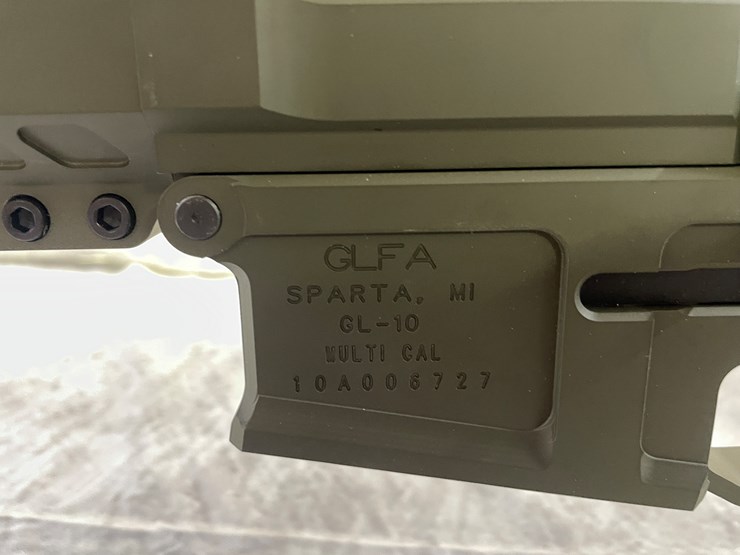 GLFA
SPARTA, MI
GL-10
MULTI CAL
10A006727